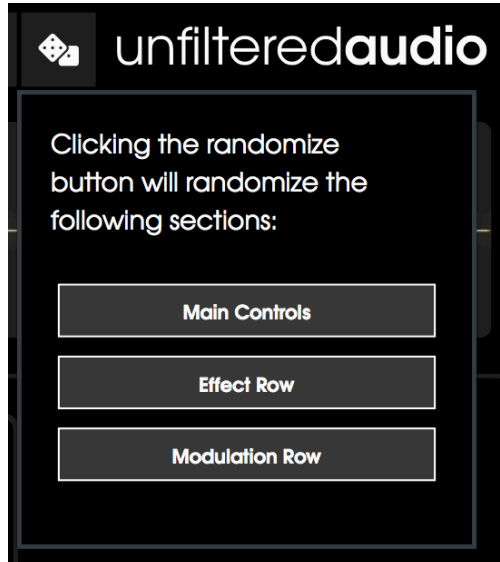 unfilteredaudio
Clicking the randomize
button will randomize the
following sections:
Main Controls
Effect Row
Modulation Row